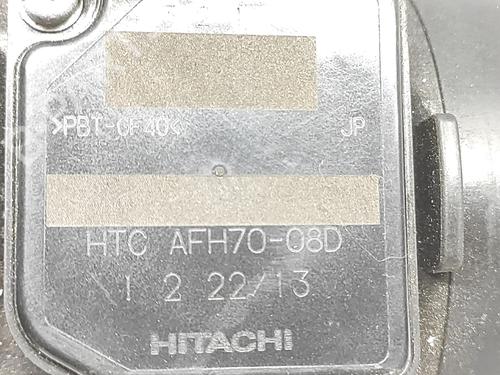 >PBT-GF40< JP
HTC AFH70-08D
1 2 22/13
HITACHI